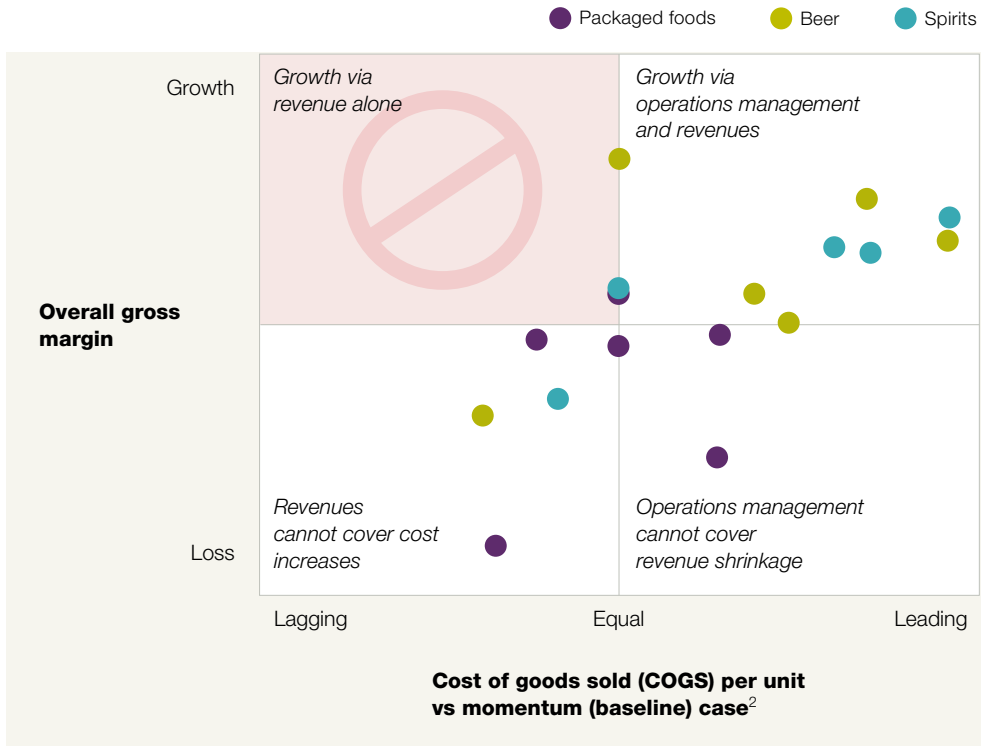 Packaged foods
Beer
Spirits
Growth
Growth via
revenue alone
Growth via
operations management
and revenues
Overall gross
margin
Revenues
cannot cover cost
increases
Operations management
cannot cover
revenue shrinkage
Loss
Lagging
Equal
Leading
Cost of goods sold (COGS) per unit
vs momentum (baseline) case²